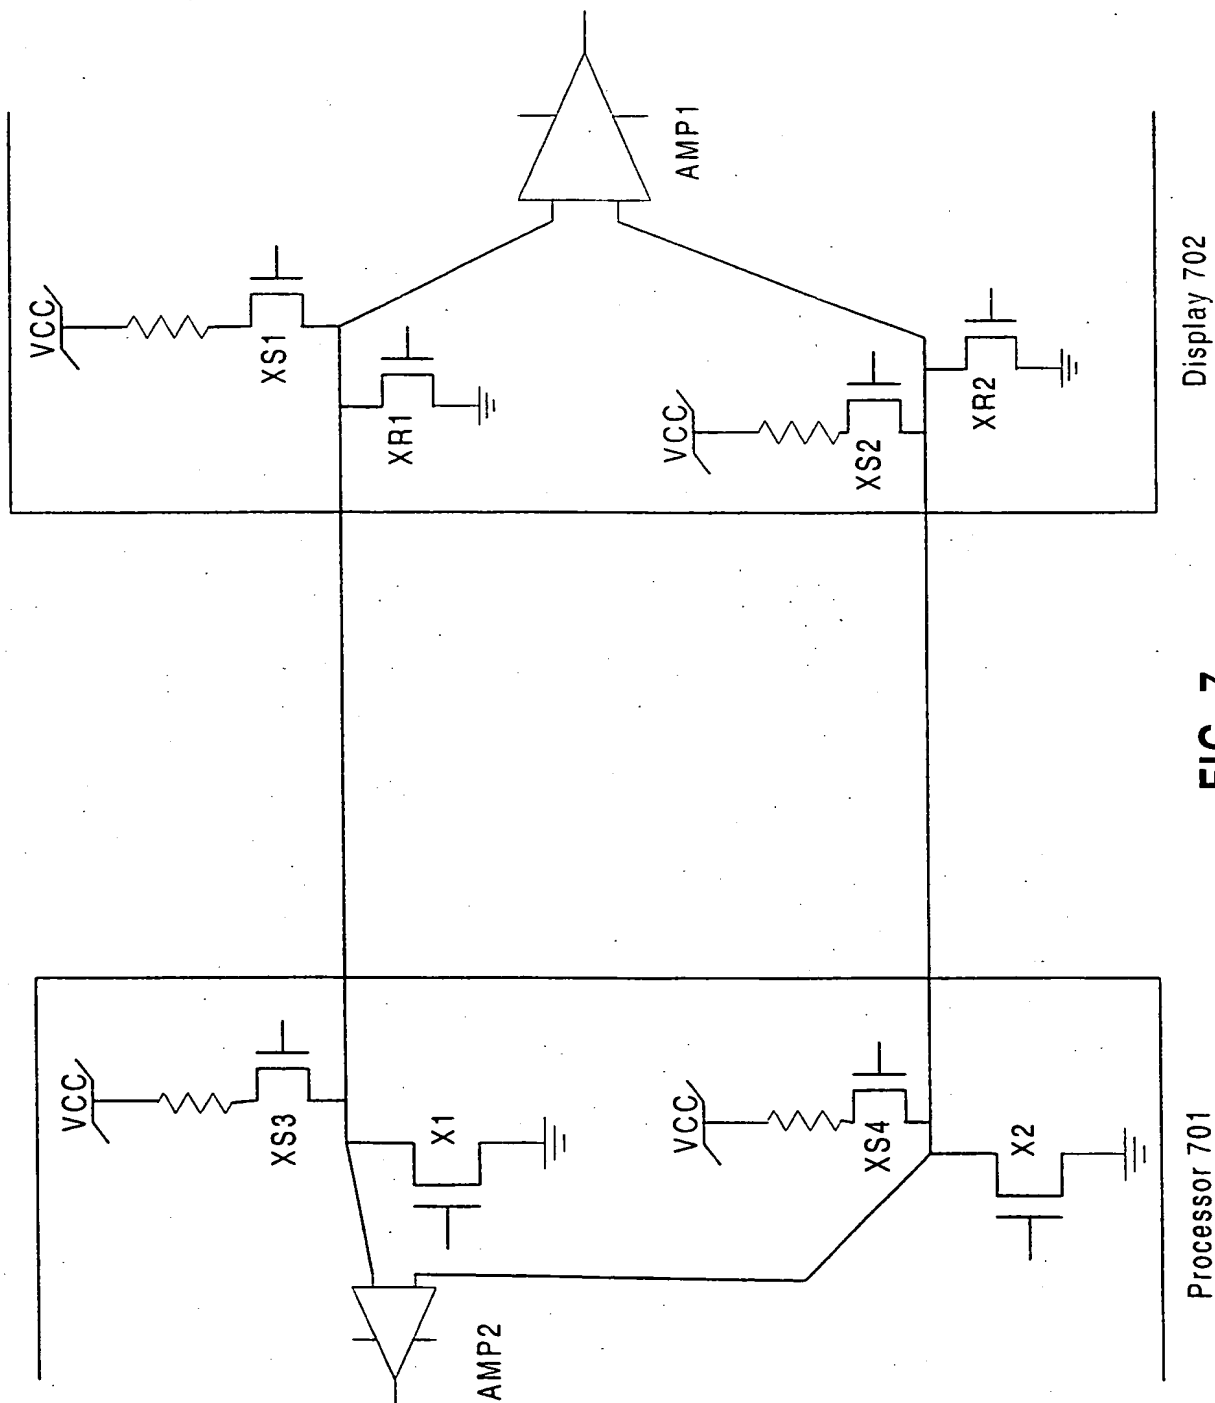 VCC
XS1
XR1
AMP1
VCC
XS2
XR2
Display 702
VCC
XS3
X1
AMP2
VCC
XS4
X2
Processor 701
FIG. 7